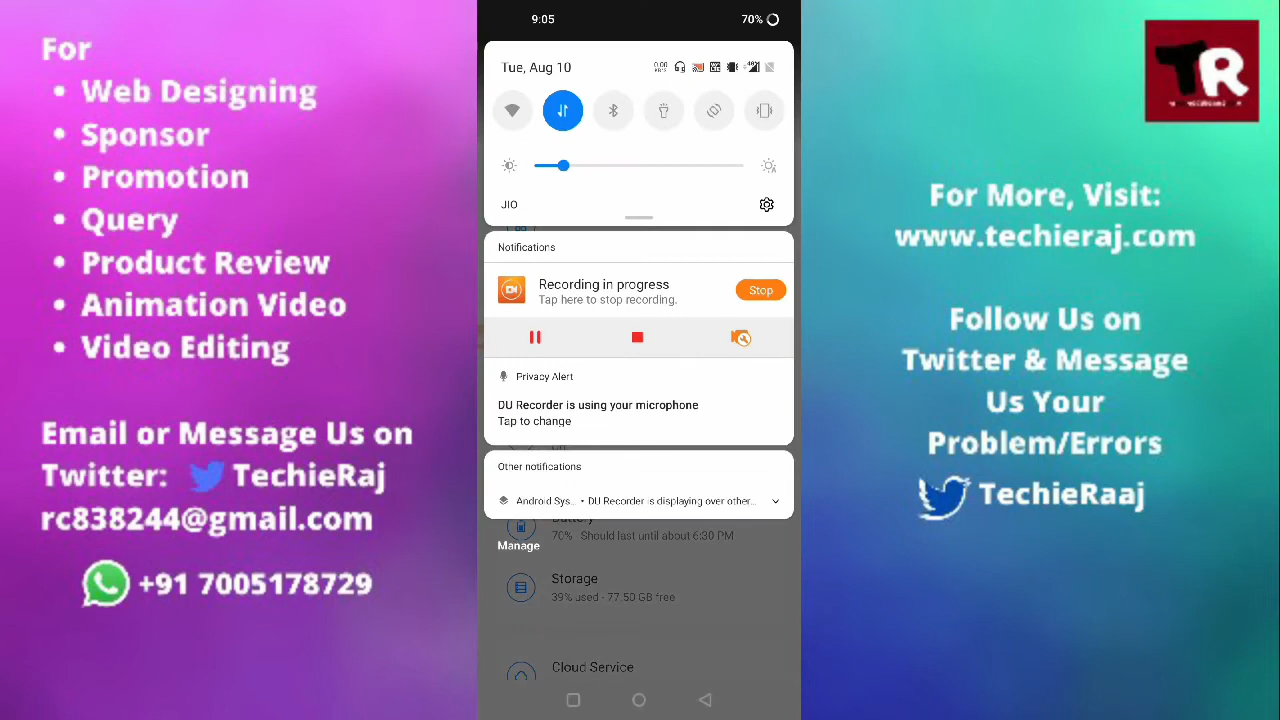 For
• Web Designing
• Sponsor
• Promotion
• Query
• Product Review
• Animation Video
• Video Editing
Email or Message Us on
Twitter: TechieRaj
rc838244@gmail.com
+91 7005178729
9:05
70%
Tue, Aug 10
0.00
JIO
Notifications
Recording in progress
Tap here to stop recording.
Stop
Privacy Alert
DU Recorder is using your microphone
Tap to change
Other notifications
Android Sys... • DU Recorder is displaying over other...
Battery
70% Should last until about 6:30 PM
Manage
Storage
39% used - 77.50 GB free
Cloud Service
TR
For More, Visit:
www.techieraj.com
Follow Us on
Twitter & Message
Us Your
Problem/Errors
TechieRaaj